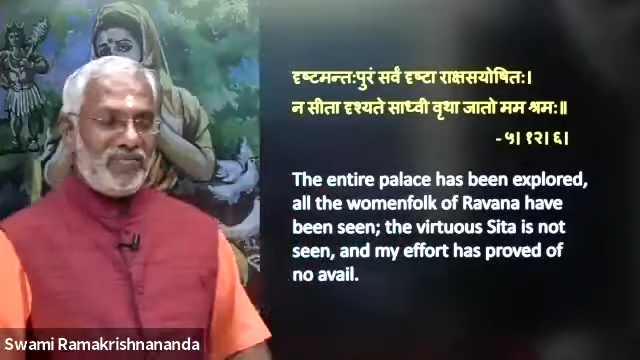 दृष्टमन्तःपुरं सर्वं दृष्टा राक्षसयोषितः।
न सीता दृश्यते साध्वी वृथा जातो मम श्रमः॥
- ५। १२। ६।
The entire palace has been explored,
all the womenfolk of Ravana have
been seen; the virtuous Sita is not
seen, and my effort has proved of
no avail.
Swami Ramakrishnananda